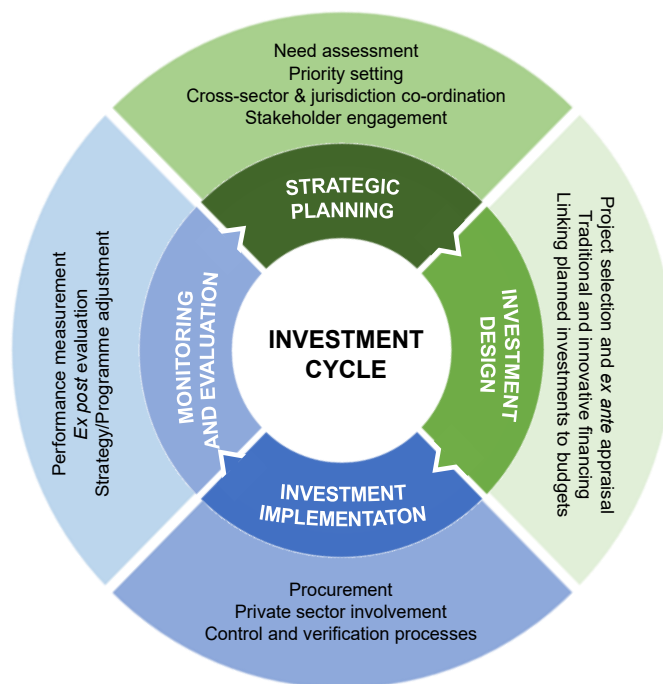 Need assessment
Priority setting
Cross-sector & jurisdiction co-ordination
Stakeholder engagement
STRATEGIC
PLANNING
Project selection and ex ante appraisal
Traditional and innovative financing
Linking planned investments to budgets
INVESTMENT
DESIGN
INVESTMENT
CYCLE
INVESTMENT
IMPLEMENTATON
Procurement
Private sector involvement
Control and verification processes
MONITORING
AND EVALUATION
Performance measurement
Ex post evaluation
Strategy/Programme adjustment